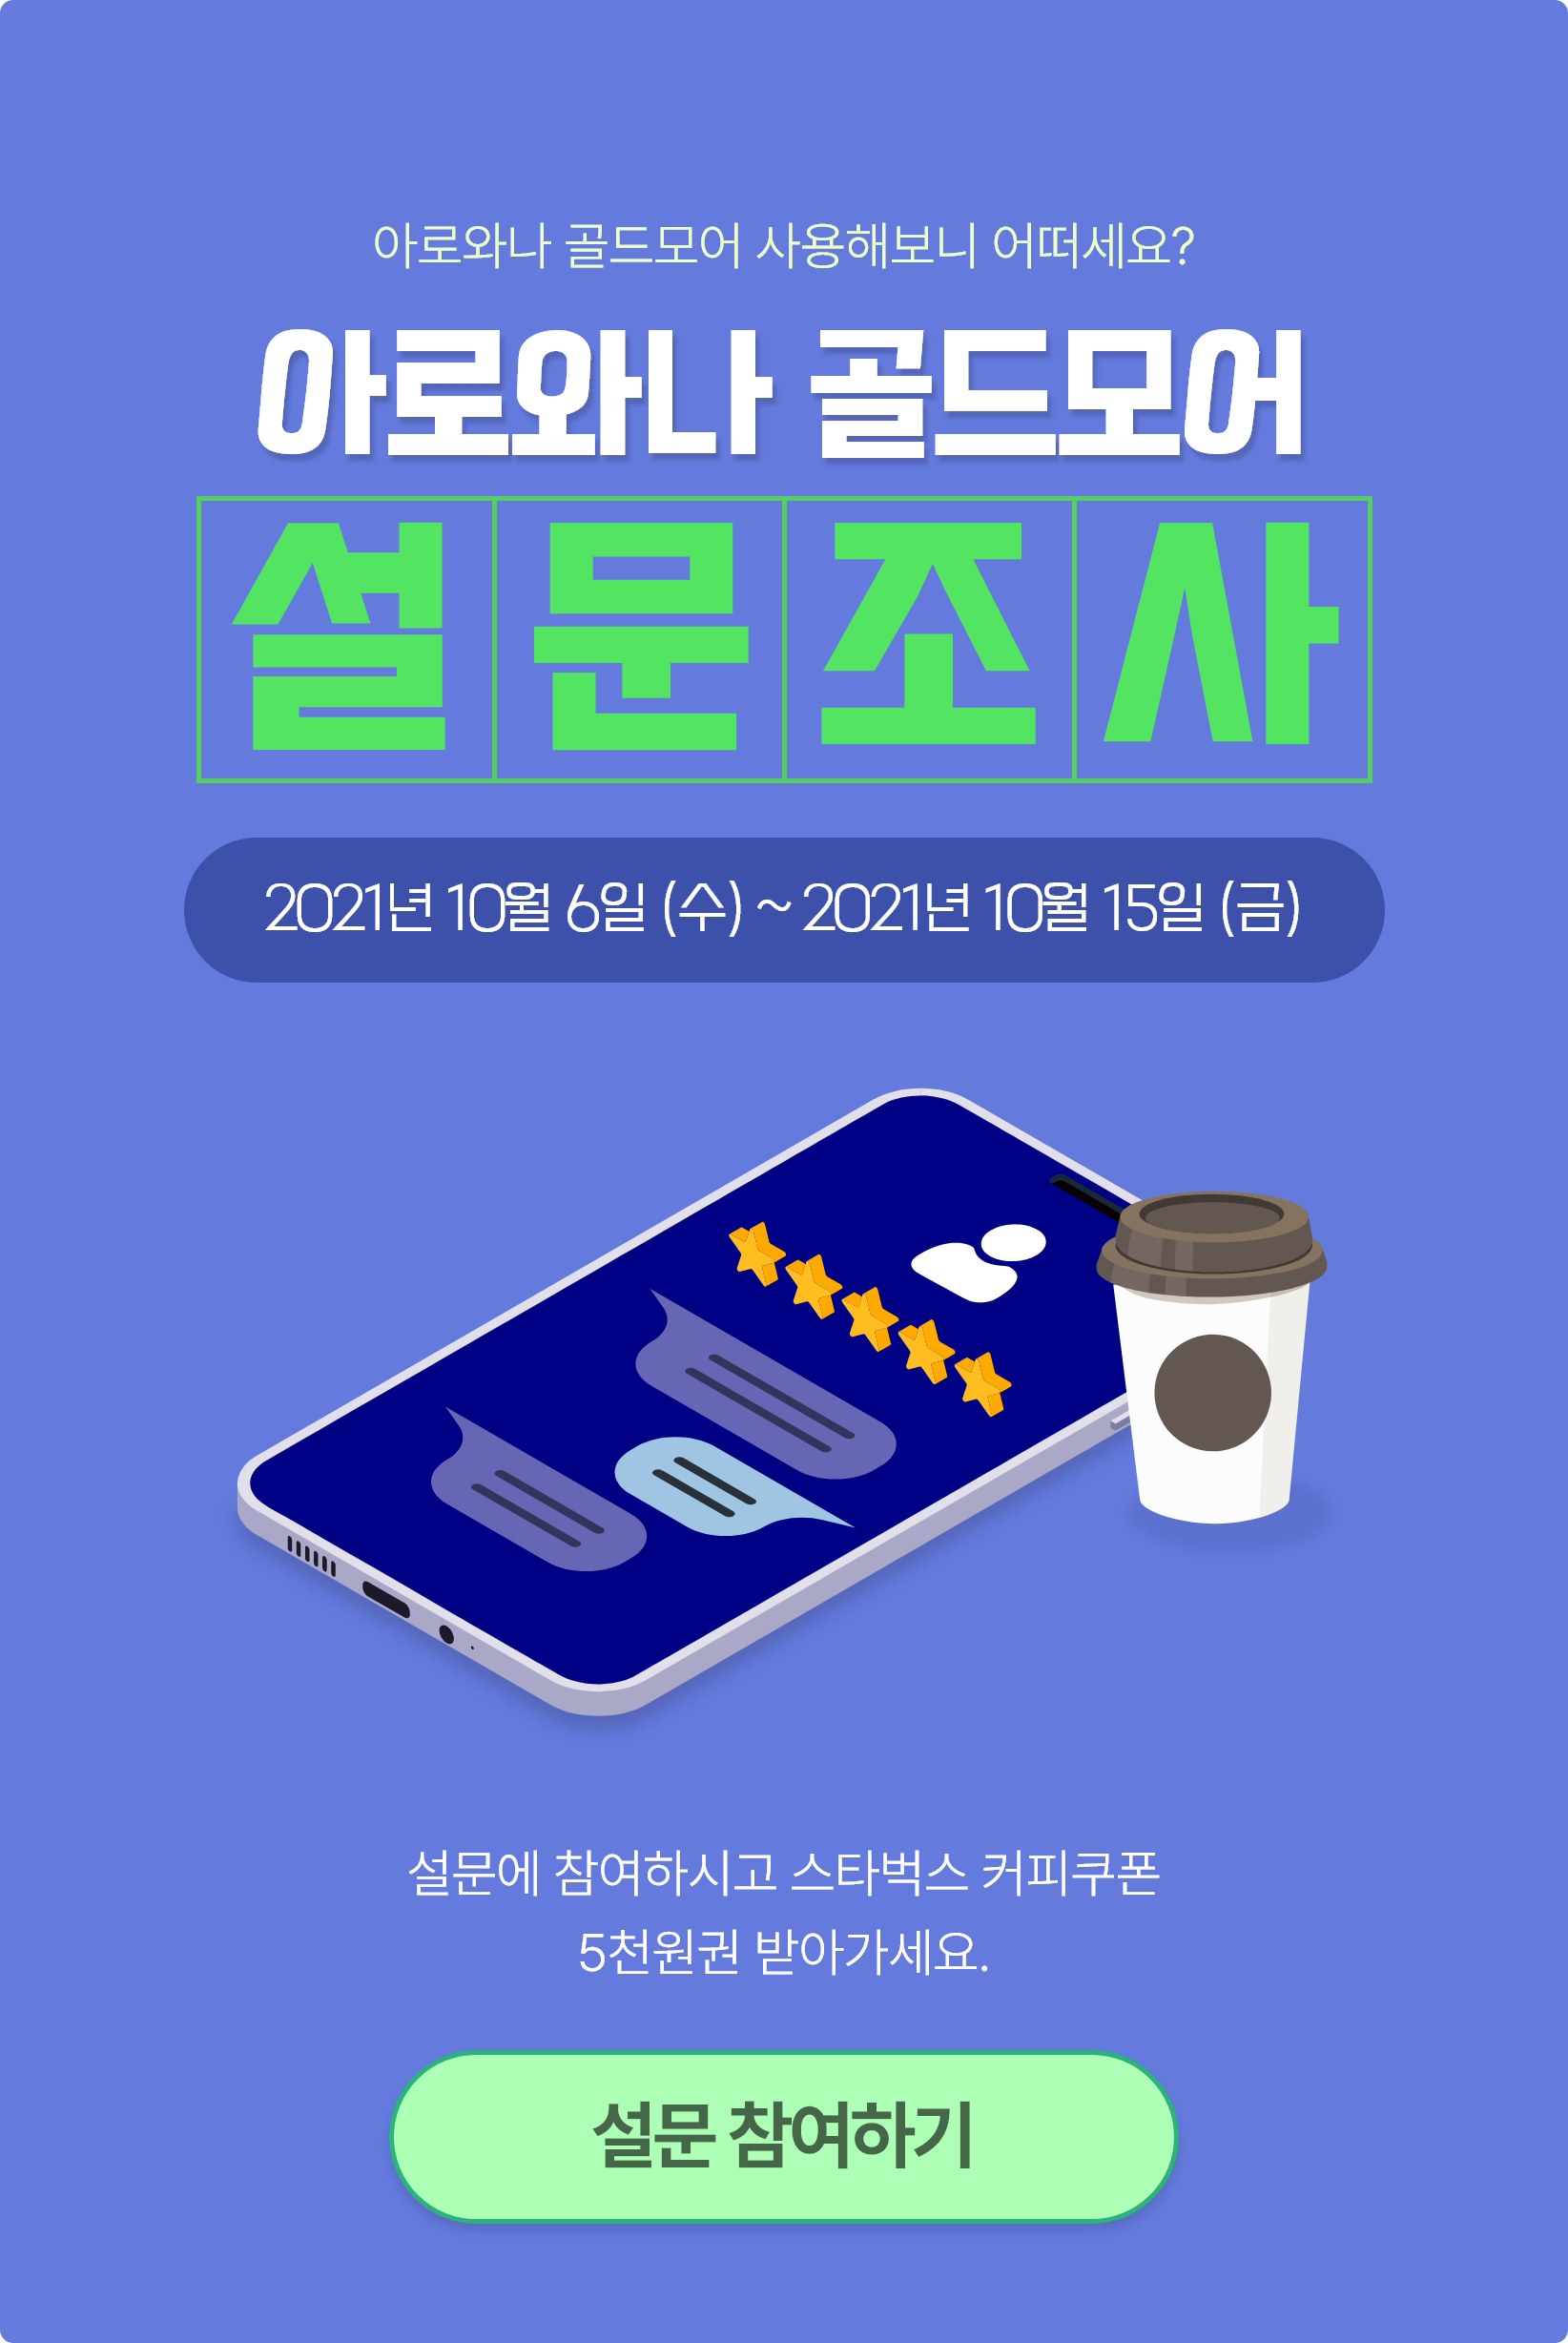 아로와나 골드모어 사용해보니 어떠세요?
아로와나 골드모어
설문조사
2021년 10월 6일 (수) ~ 2021년 10월 15일 (금)
설문에 참여하시고 스타벅스 커피쿠폰
5천원권 받아가세요.
설문 참여하기